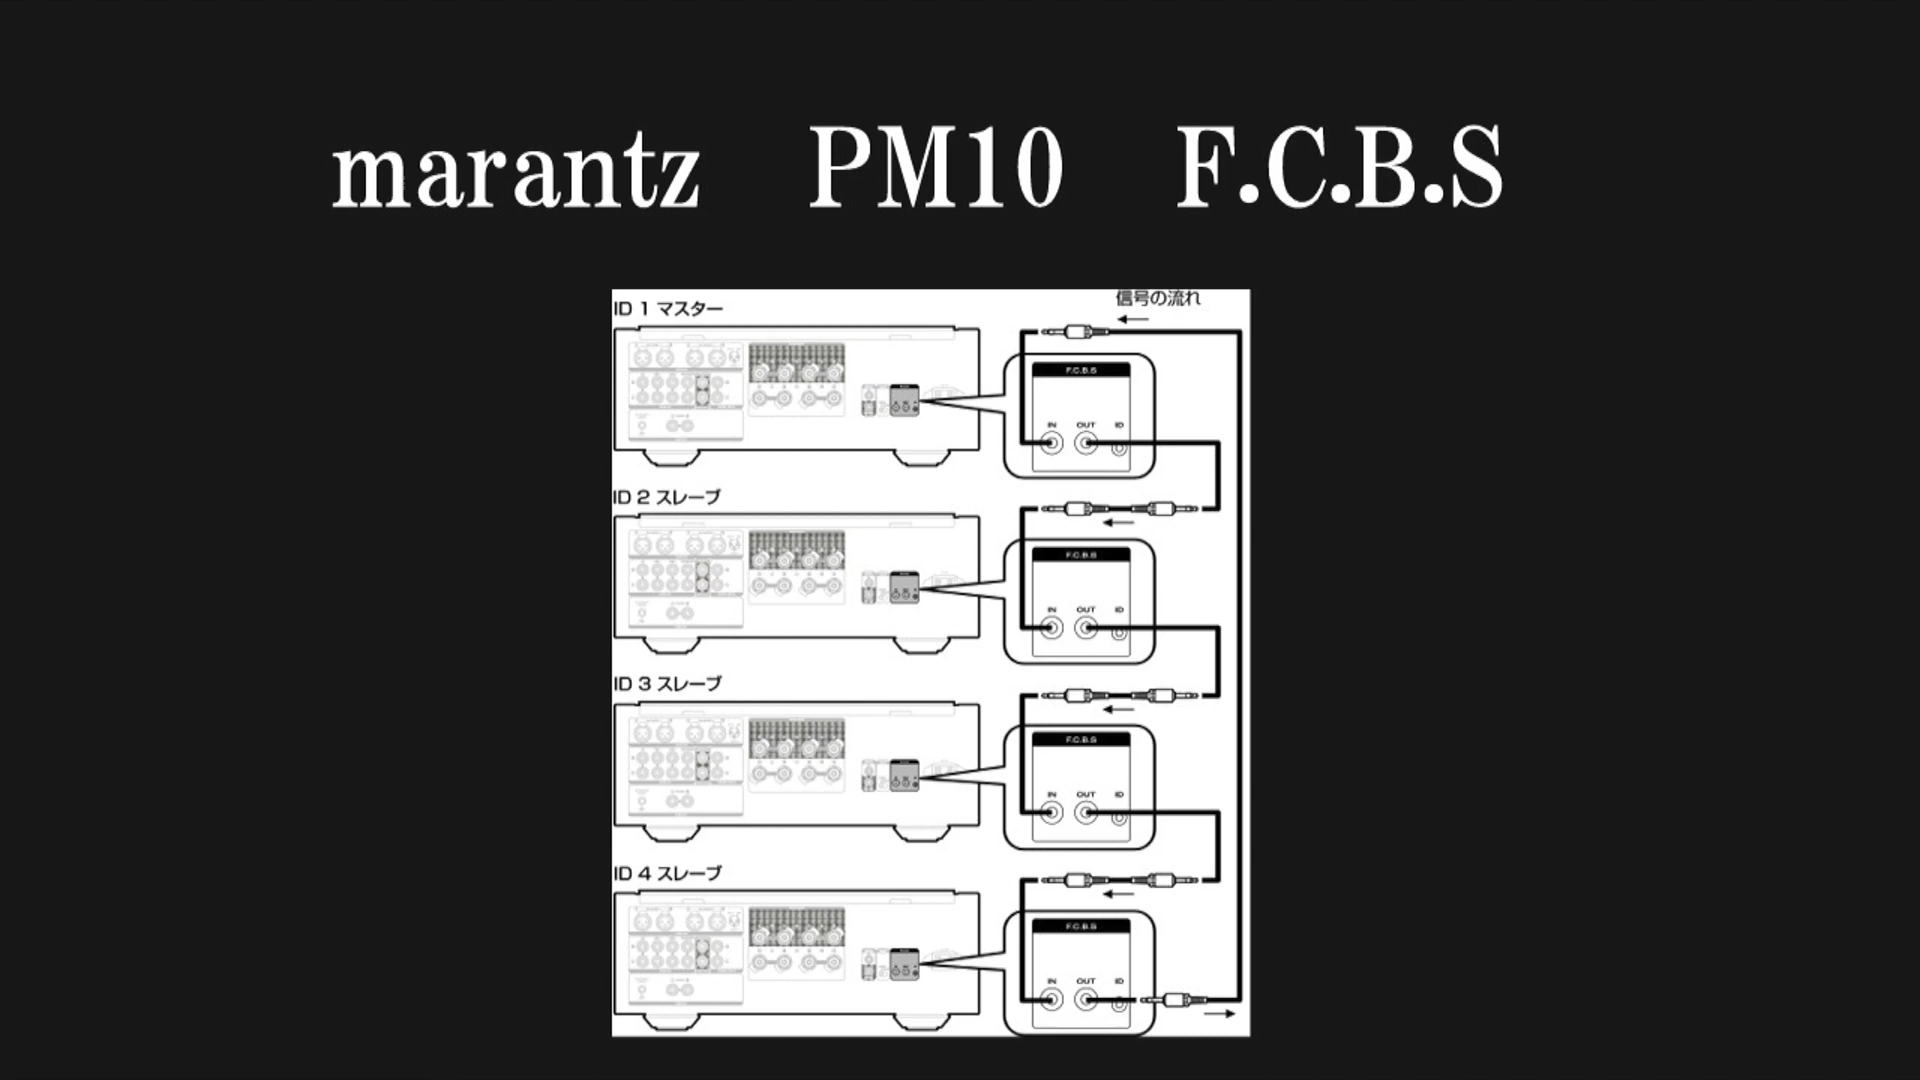 marantz PM10 F.C.B.S
信号の流れ
ID 1 マスター
F.C.B.S
IN OUT ID
ID 2 スレーブ
F.C.B.S
IN OUT ID
ID 3 スレーブ
F.C.B.S
IN OUT ID
ID 4 スレーブ
F.C.B.S
IN OUT ID